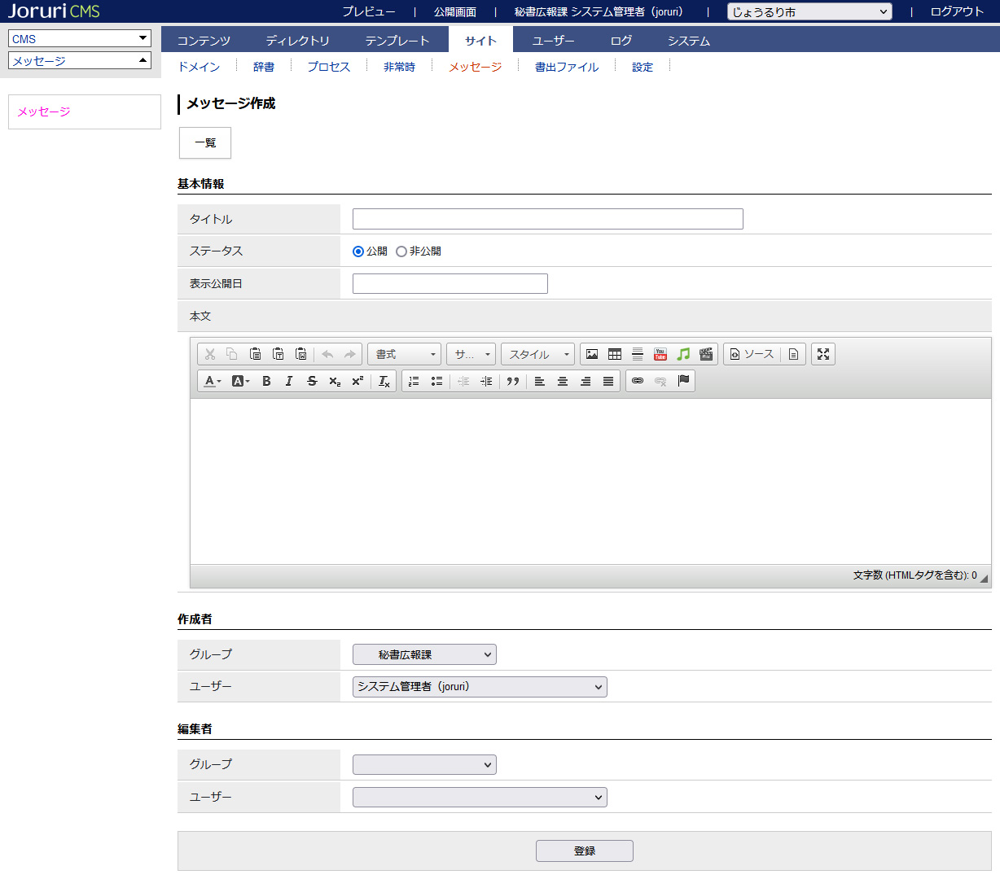 Joruri CMS プレビュー | 公開画面 | 秘書広報課 システム管理者（joruri） | じょうるり市 | ログアウト
CMS
メッセージ
コンテンツ ディレクトリ テンプレート サイト ユーザー ログ システム
ドメイン 辞書 プロセス 非常時 メッセージ 書出ファイル 設定
メッセージ
メッセージ作成
一覧
基本情報
タイトル
ステータス 公開 非公開
表示公開日
本文
書式 サ... スタイル You Tube ソース
A A B I S x₂ x² Tx
文字数 (HTMLタグを含む): 0
作成者
グループ 秘書広報課
ユーザー システム管理者（joruri）
編集者
グループ
ユーザー
登録